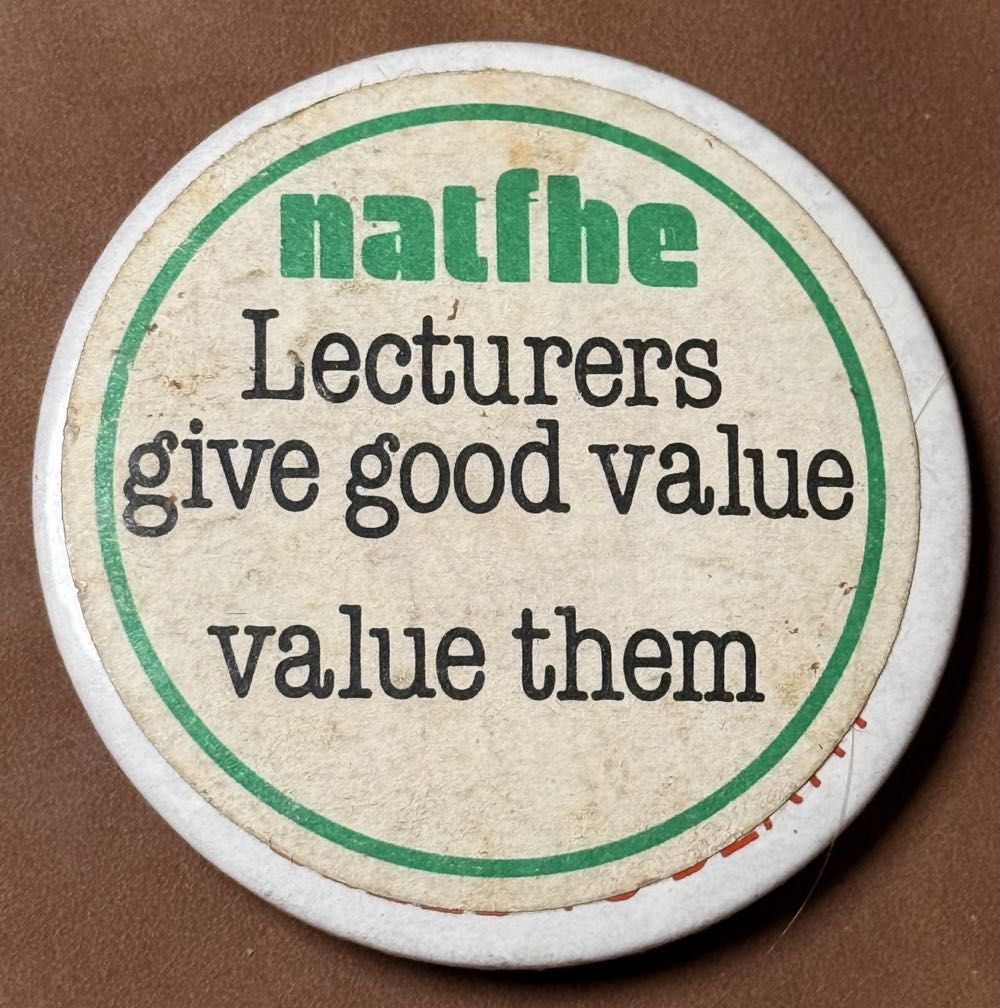 natfhe
Lecturers
give good value
value them